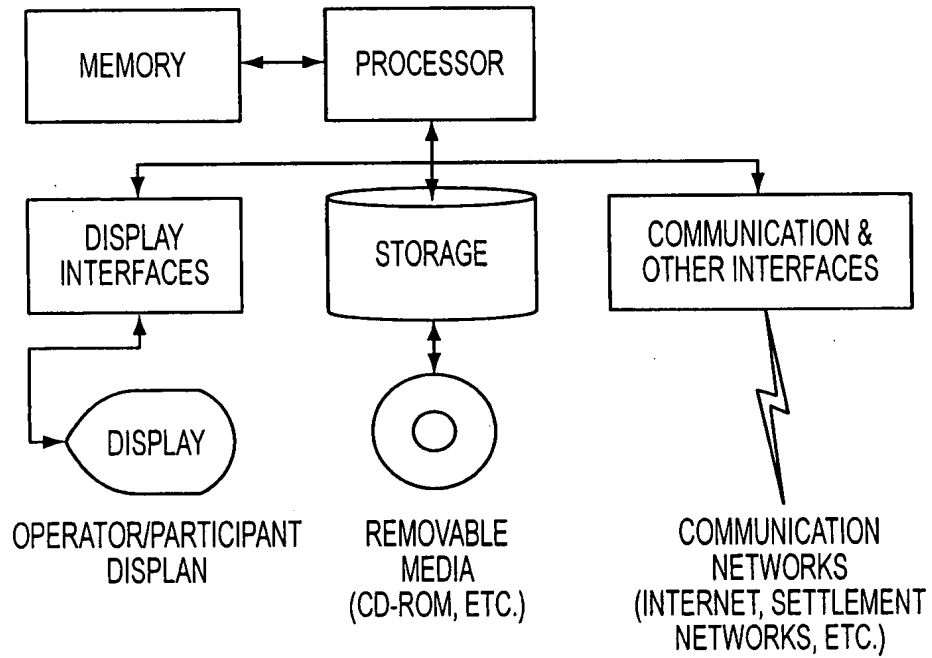 MEMORY
PROCESSOR
DISPLAY
INTERFACES
STORAGE
COMMUNICATION &
OTHER INTERFACES
DISPLAY
OPERATOR/PARTICIPANT
DISPLAN
REMOVABLE
MEDIA
(CD-ROM, ETC.)
COMMUNICATION
NETWORKS
(INTERNET, SETTLEMENT
NETWORKS, ETC.)